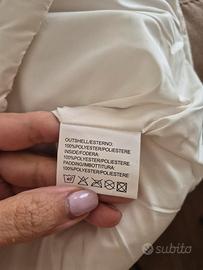 OUTSHELL/ESTERNO:
100%POLYESTER/POLIESTERE
INSIDE/FODERA:
100%POLYESTER/POLIESTERE
PADDING/IMBOTTITURA:
100%POLYESTER/POLIESTERE
subito